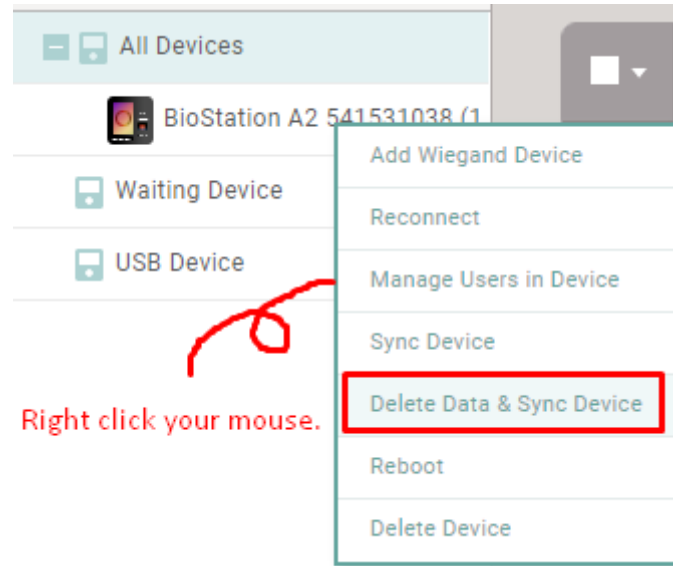 All Devices
BioStation A2 541531038 (1
Waiting Device
USB Device
Add Wiegand Device
Reconnect
Manage Users in Device
Sync Device
Delete Data & Sync Device
Reboot
Delete Device
Right click your mouse.